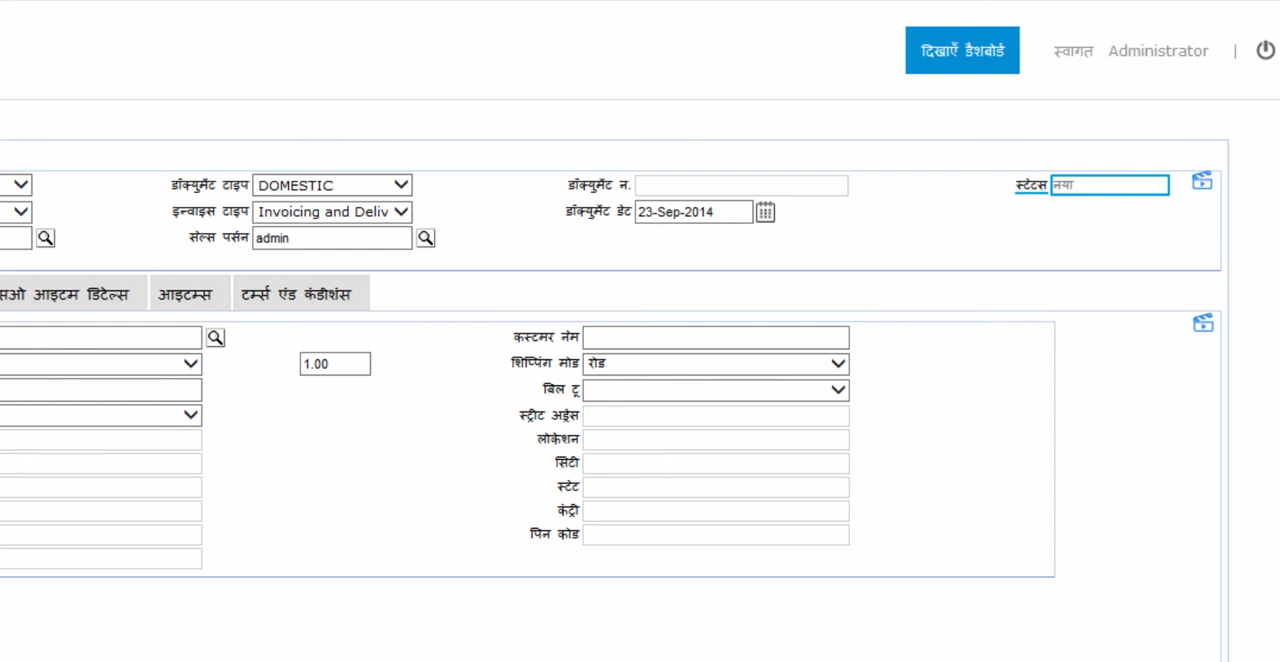 दिखाएँ डैशबोर्ड स्वागत Administrator |
डॉक्युमेंट टाइप DOMESTIC डॉक्युमेंट न. स्टेटस नया
इन्वाइस टाइप Invoicing and Deliv डॉक्युमेंट डेट 23-Sep-2014
सेल्स पर्सन admin
सओ आइटम डिटेल्स आइटम्स टर्म्स एंड कंडीशंस
कस्टमर नेम
1.00 शिप्पिंग मोड रोड
बिल टू
स्ट्रीट अड्रेस
लोकेशन
सिटी
स्टेट
कंट्री
पिन कोड